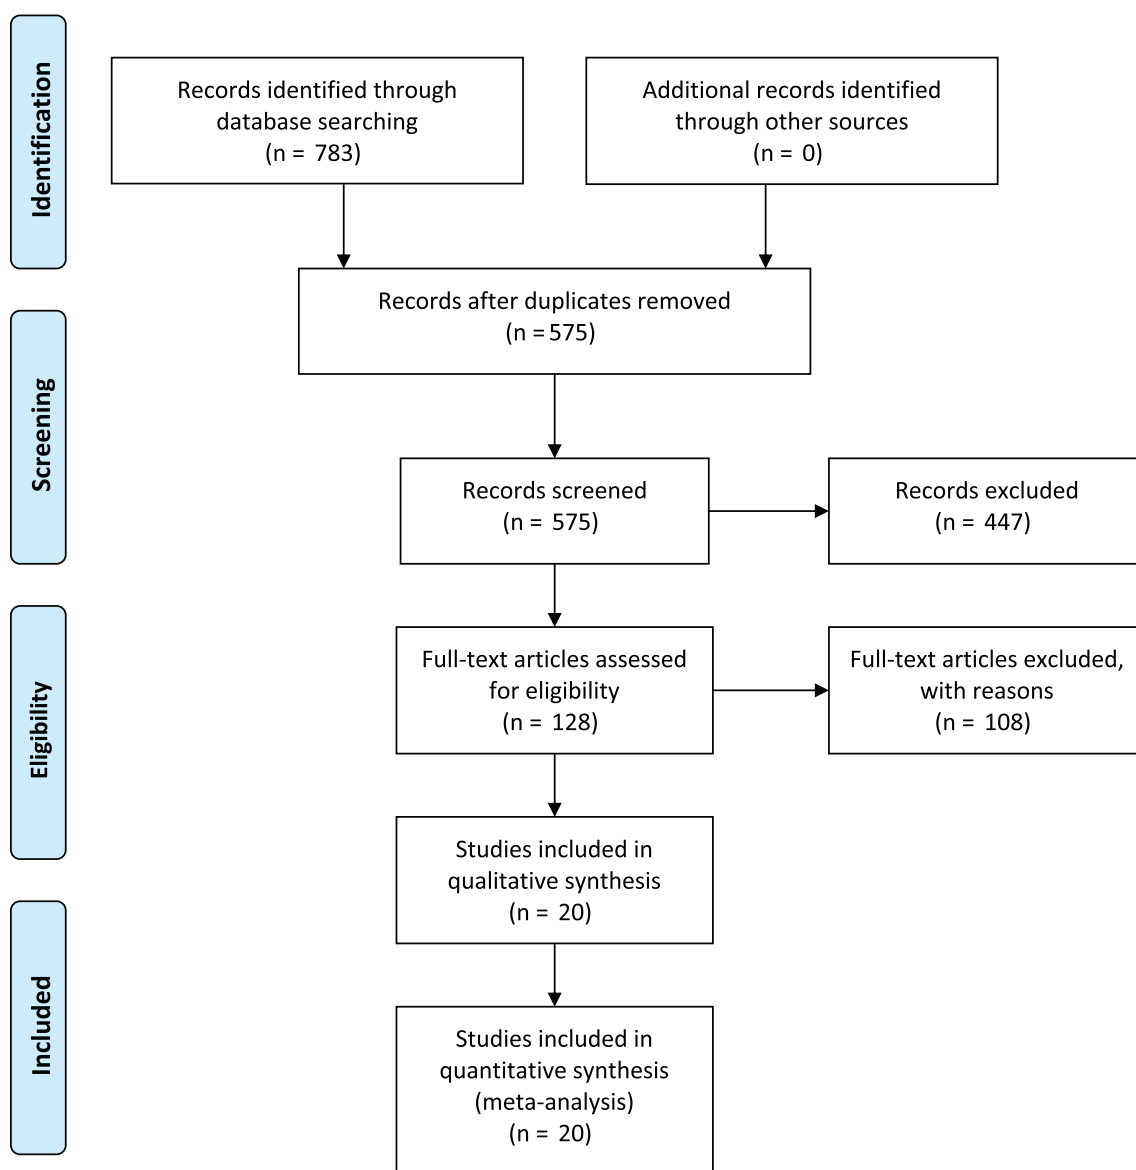 Identification
Records identified through
database searching
(n = 783)
Additional records identified
through other sources
(n = 0)
Records after duplicates removed
(n = 575)
Screening
Records screened
(n = 575)
Records excluded
(n = 447)
Eligibility
Full-text articles assessed
for eligibility
(n = 128)
Full-text articles excluded,
with reasons
(n = 108)
Studies included in
qualitative synthesis
(n = 20)
Included
Studies included in
quantitative synthesis
(meta-analysis)
(n = 20)